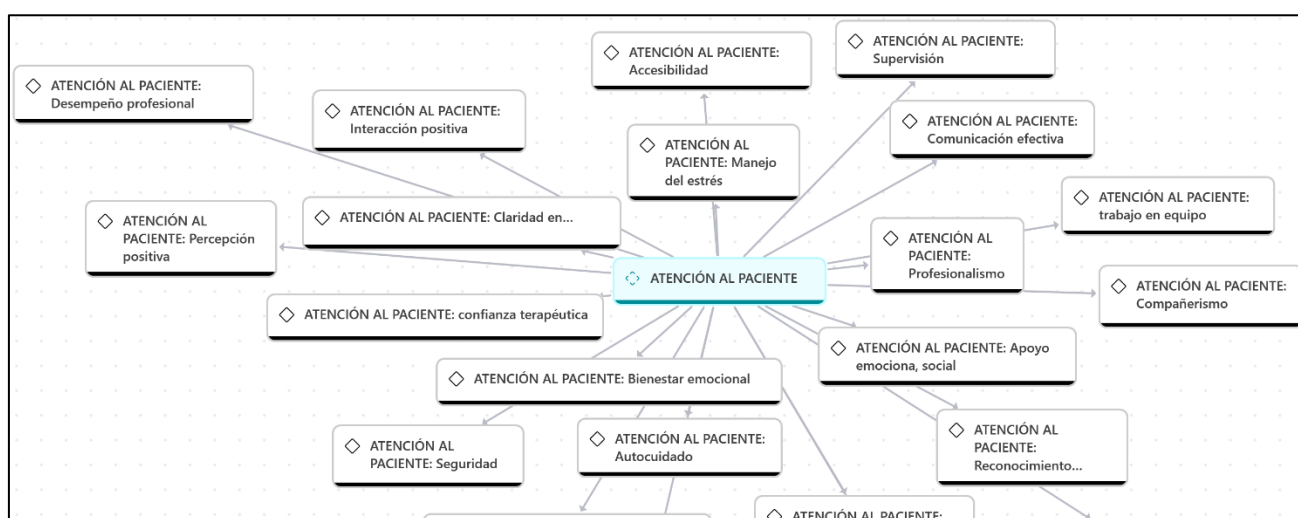 ATENCIÓN AL PACIENTE:
Supervisión
ATENCIÓN AL PACIENTE:
Accesibilidad
ATENCIÓN AL PACIENTE:
Desempeño profesional
ATENCIÓN AL PACIENTE:
Interacción positiva
ATENCIÓN AL PACIENTE:
Comunicación efectiva
ATENCIÓN AL
PACIENTE: Manejo
del estrés
ATENCIÓN AL PACIENTE:
trabajo en equipo
ATENCIÓN AL PACIENTE: Claridad en...
ATENCIÓN AL
PACIENTE: Percepción
positiva
ATENCIÓN AL
PACIENTE:
Profesionalismo
ATENCIÓN AL PACIENTE
ATENCIÓN AL PACIENTE:
Compañerismo
ATENCIÓN AL PACIENTE: confianza terapéutica
ATENCIÓN AL PACIENTE: Apoyo
emociona, social
ATENCIÓN AL PACIENTE: Bienestar emocional
ATENCIÓN AL
PACIENTE:
Reconocimiento...
ATENCIÓN AL
PACIENTE: Seguridad
ATENCIÓN AL PACIENTE:
Autocuidado
ATENCIÓN AL PACIENTE: